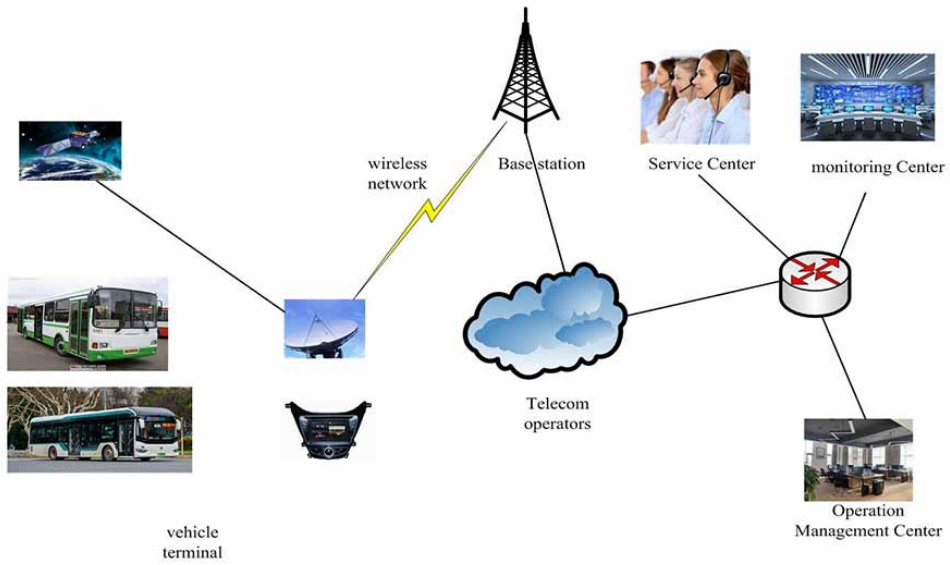 wireless
network
Base station
Service Center
monitoring Center
Telecom
operators
Operation
Management Center
vehicle
terminal